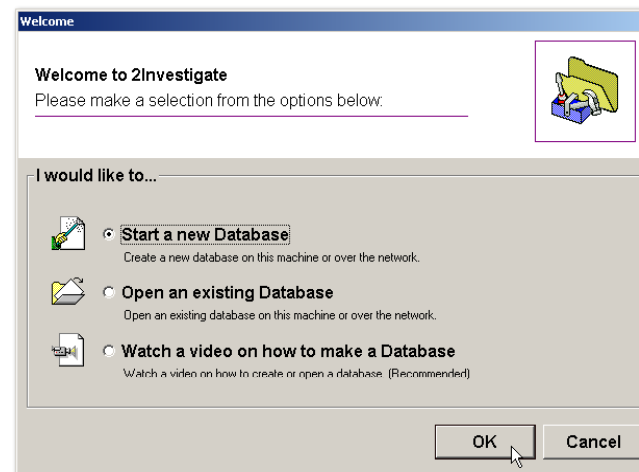 Welcome
Welcome to 2Investigate
Please make a selection from the options below:
I would like to...
Start a new Database
Create a new database on this machine or over the network.
Open an existing Database
Open an existing database on this machine or over the network.
Watch a video on how to make a Database
Watch a video on how to create or open a database. (Recommended)
OK
Cancel